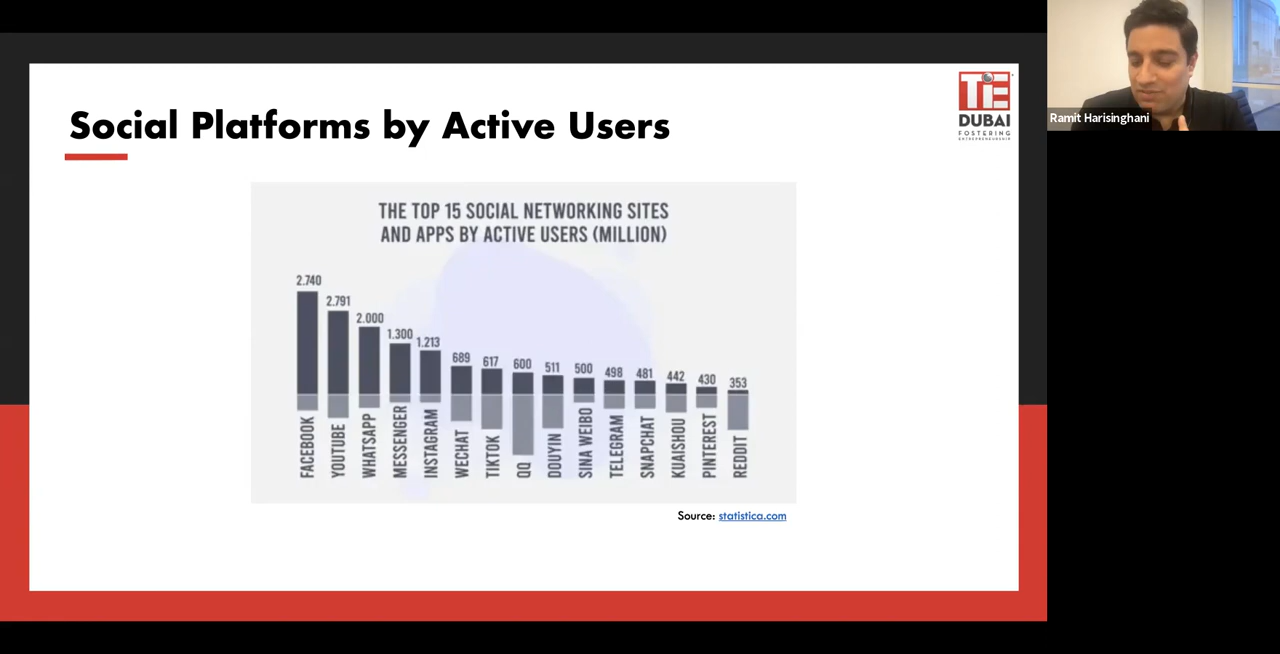 Social Platforms by Active Users
TiE
DUBAI
FOSTERING
ENTREPRENEURSHIP
Ramit Harisinghani
THE TOP 15 SOCIAL NETWORKING SITES
AND APPS BY ACTIVE USERS (MILLION)
2.740
2.791
2.000
1.300
1.213
689
617
600
511
500
498
481
442
430
353
FACEBOOK
YOUTUBE
WHATSAPP
MESSENGER
INSTAGRAM
WECHAT
TIKTOK
QQ
DOUYIN
SINA WEIBO
TELEGRAM
SNAPCHAT
KUAISHOU
PINTEREST
REDDIT
Source: statistica.com